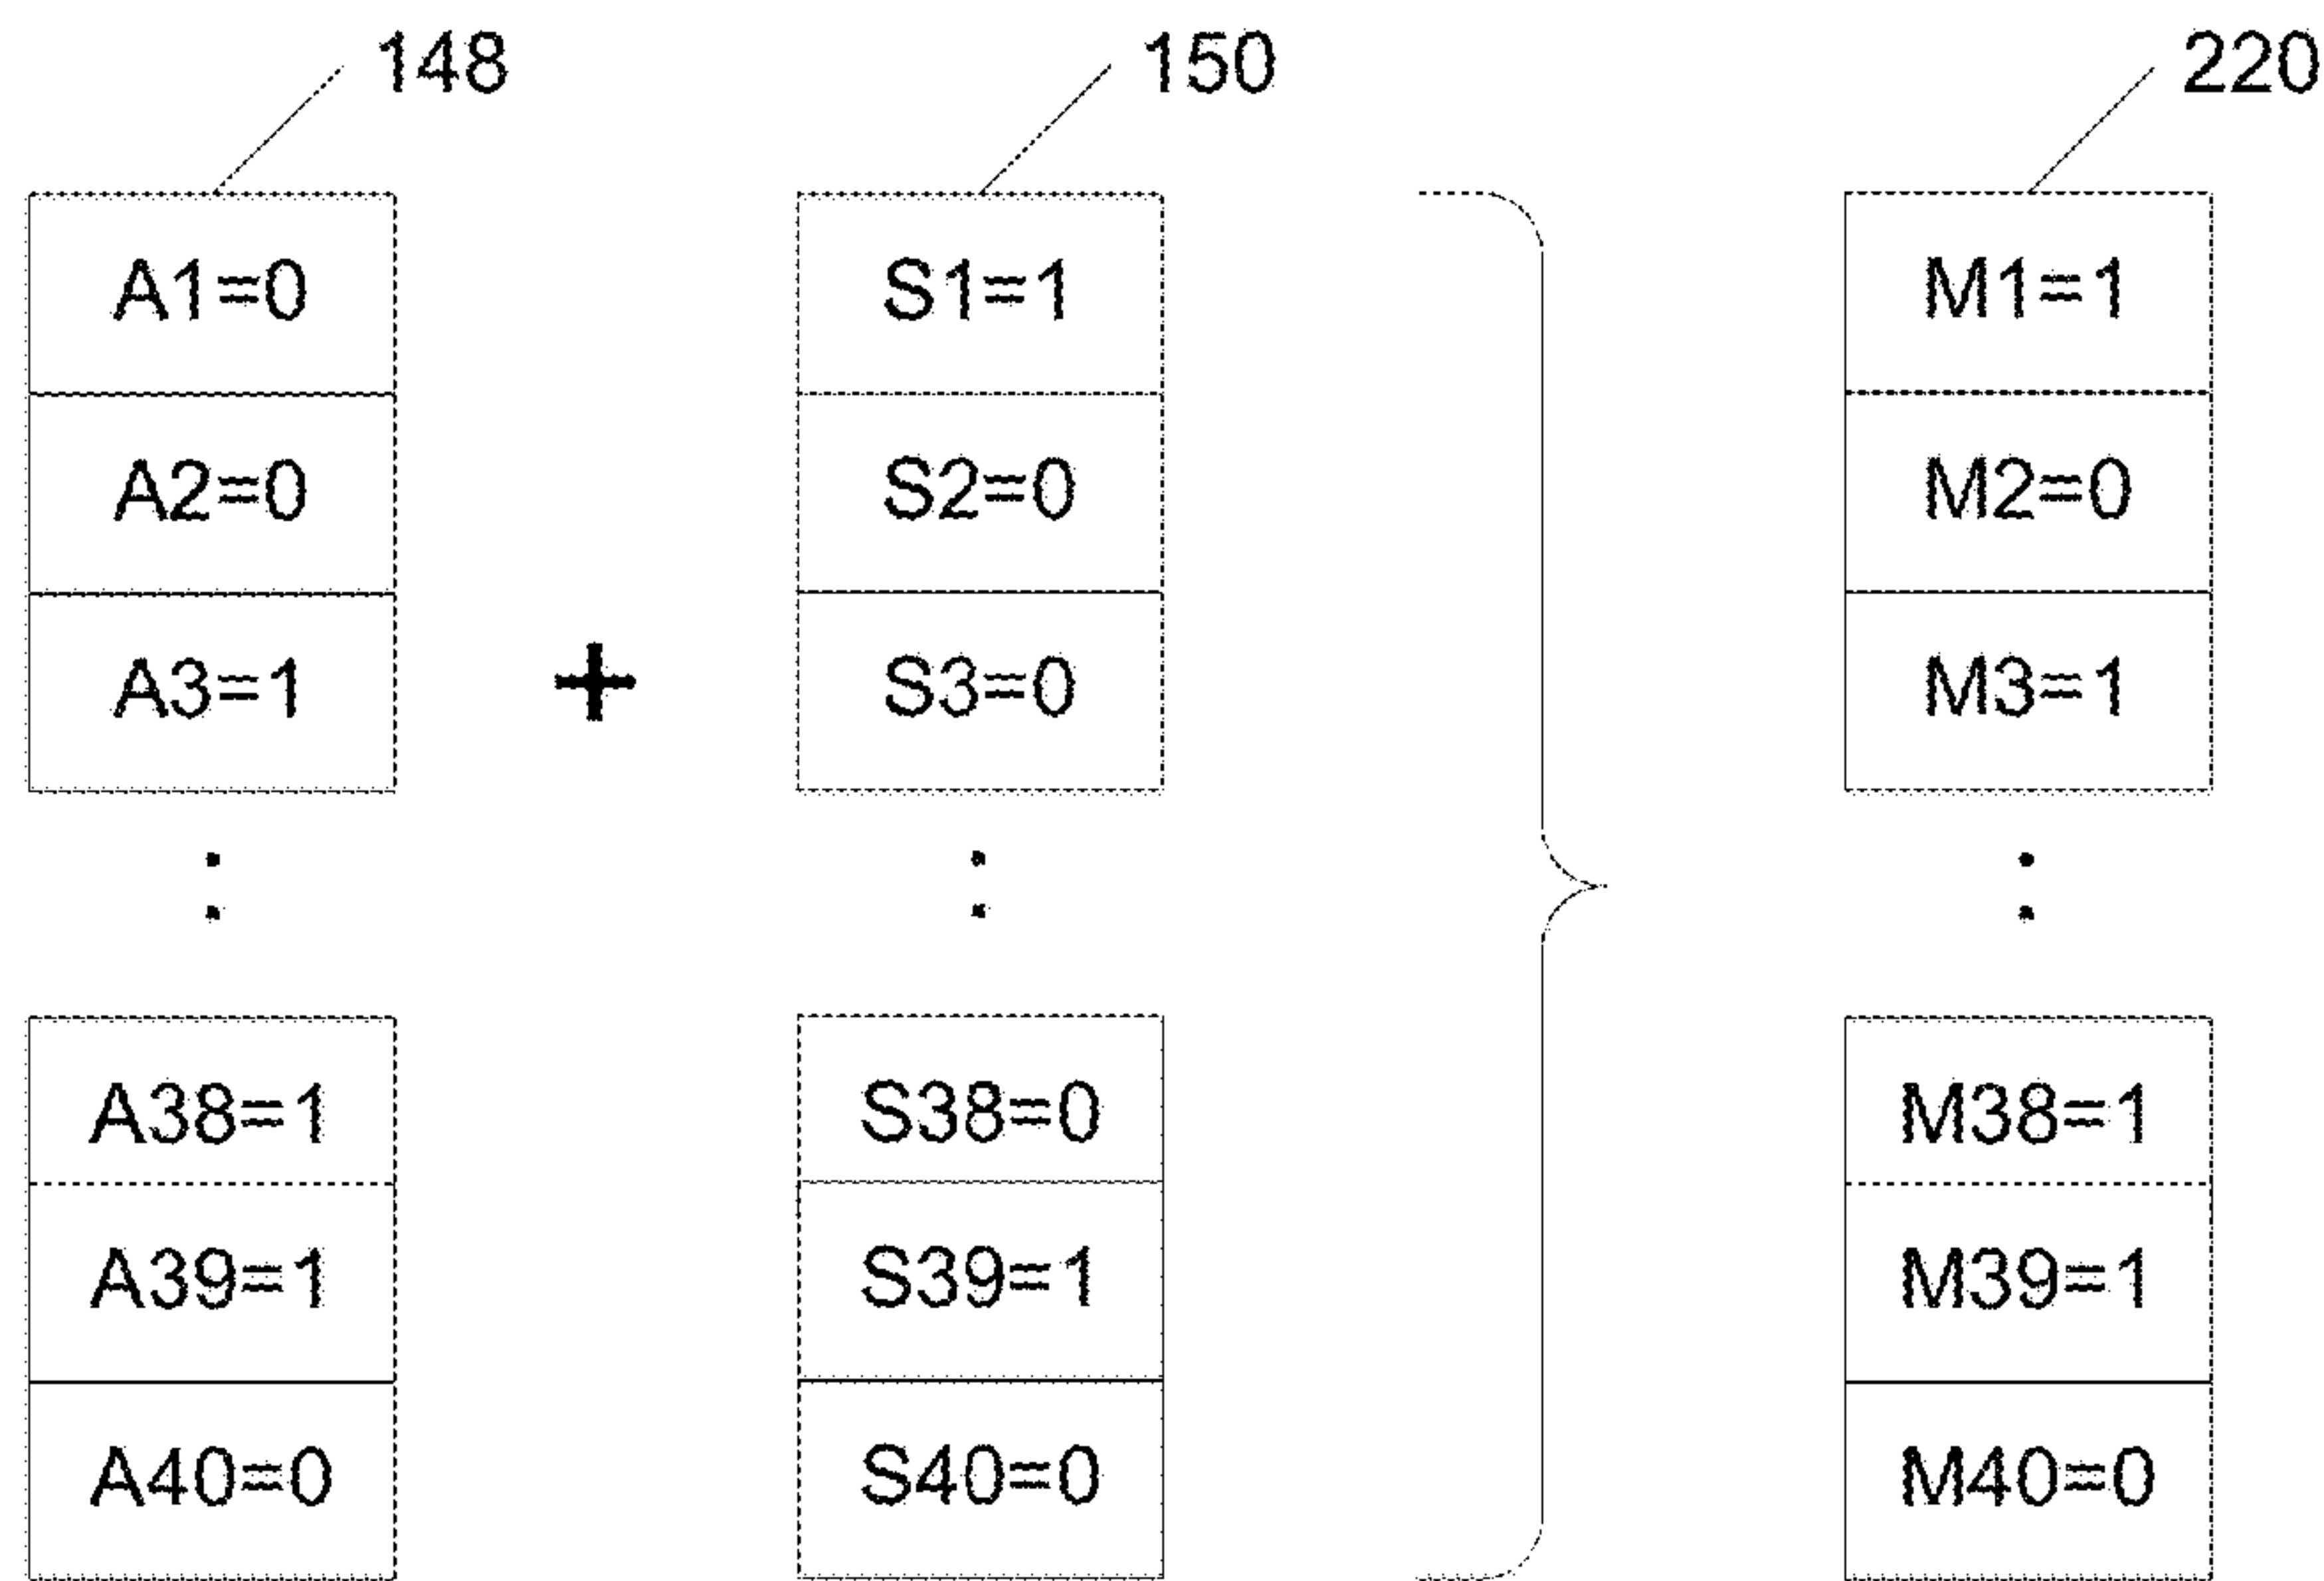 148 150 220
A1=0 S1=1 M1=1
A2=0 S2=0 M2=0
A3=1 + S3=0 M3=1
A38=1 S38=0 M38=1
A39=1 S39=1 M39=1
A40=0 S40=0 M40=0